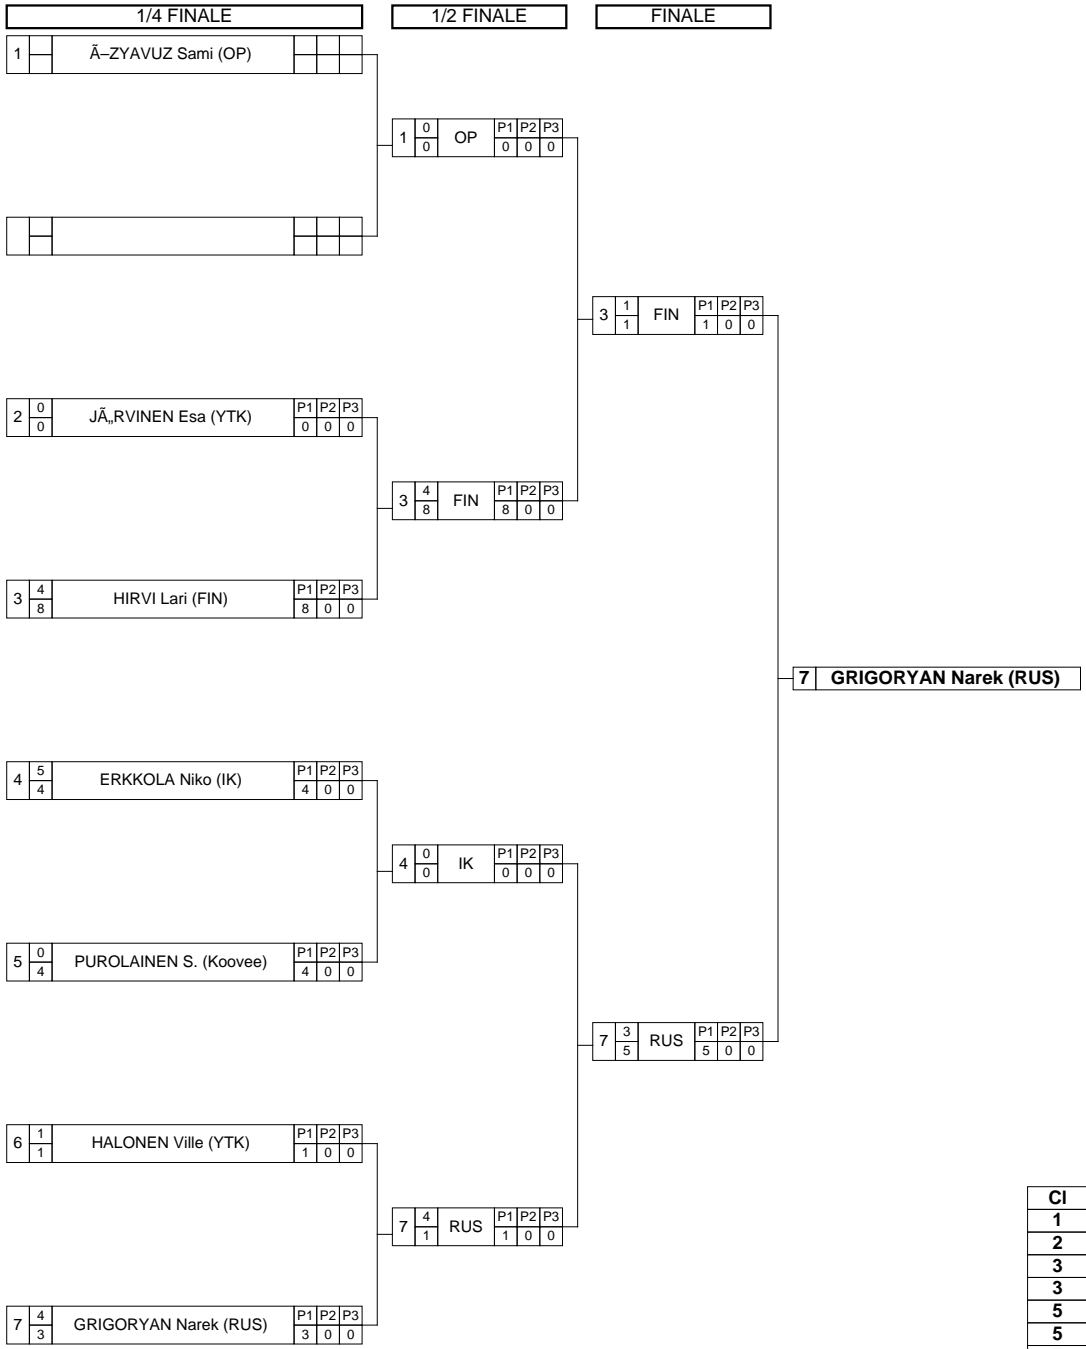 1/4 FINALE 1/2 FINALE FINALE
1 Ã–ZYAVUZ Sami (OP)
1 0 0 OP P1 P2 P3 0 0 0
3 1 1 FIN P1 P2 P3 1 0 0
2 0 0 JÃ„RVINEN Esa (YTK) P1 P2 P3 0 0 0
3 4 8 FIN P1 P2 P3 8 0 0
3 4 8 HIRVI Lari (FIN) P1 P2 P3 8 0 0
7 GRIGORYAN Narek (RUS)
4 5 4 ERKKOLA Niko (IK) P1 P2 P3 4 0 0
4 0 0 IK P1 P2 P3 0 0 0
5 0 4 PUROLAINEN S. (Koovee) P1 P2 P3 4 0 0
7 3 5 RUS P1 P2 P3 5 0 0
6 1 1 HALONEN Ville (YTK) P1 P2 P3 1 0 0
7 4 1 RUS P1 P2 P3 1 0 0
7 4 3 GRIGORYAN Narek (RUS) P1 P2 P3 3 0 0
Cl
1
2
3
3
5
5